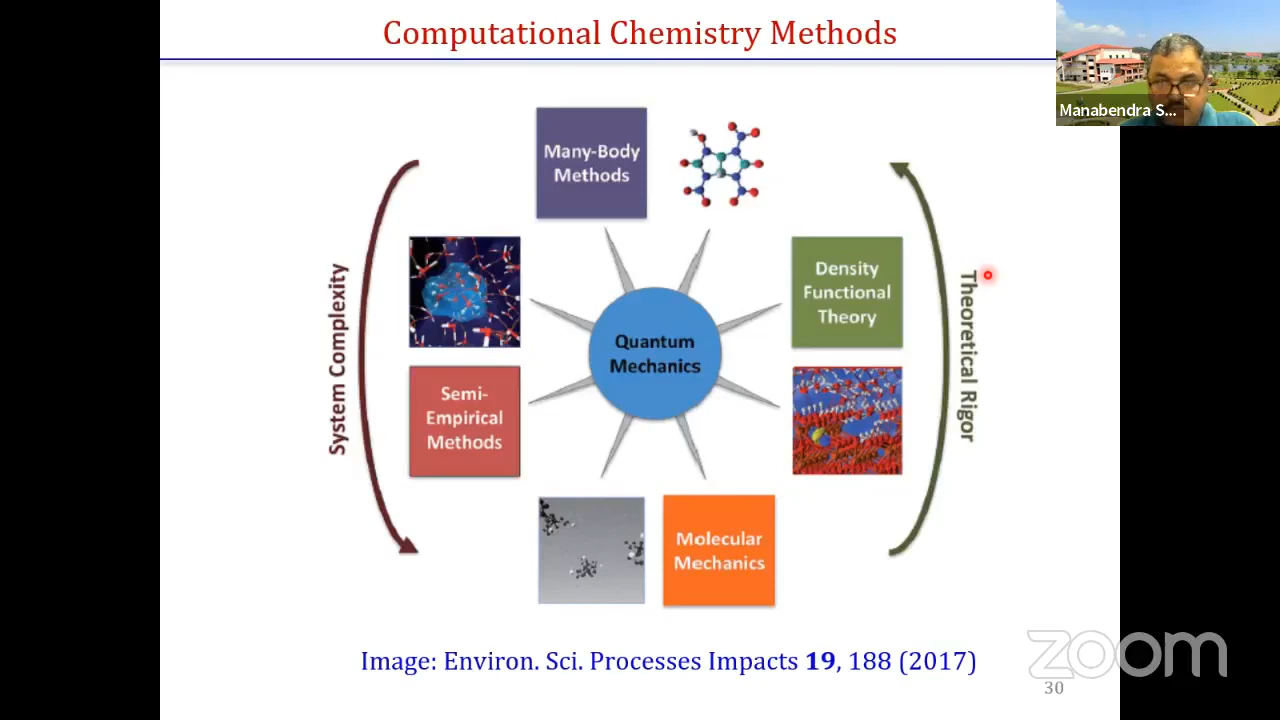 Computational Chemistry Methods
Manabendra S...
Many-Body
Methods
Density
Functional
Theory
System Complexity
Theoretical Rigor
Quantum
Mechanics
Semi-
Empirical
Methods
Molecular
Mechanics
Image: Environ. Sci. Processes Impacts 19, 188 (2017)
zoom
30